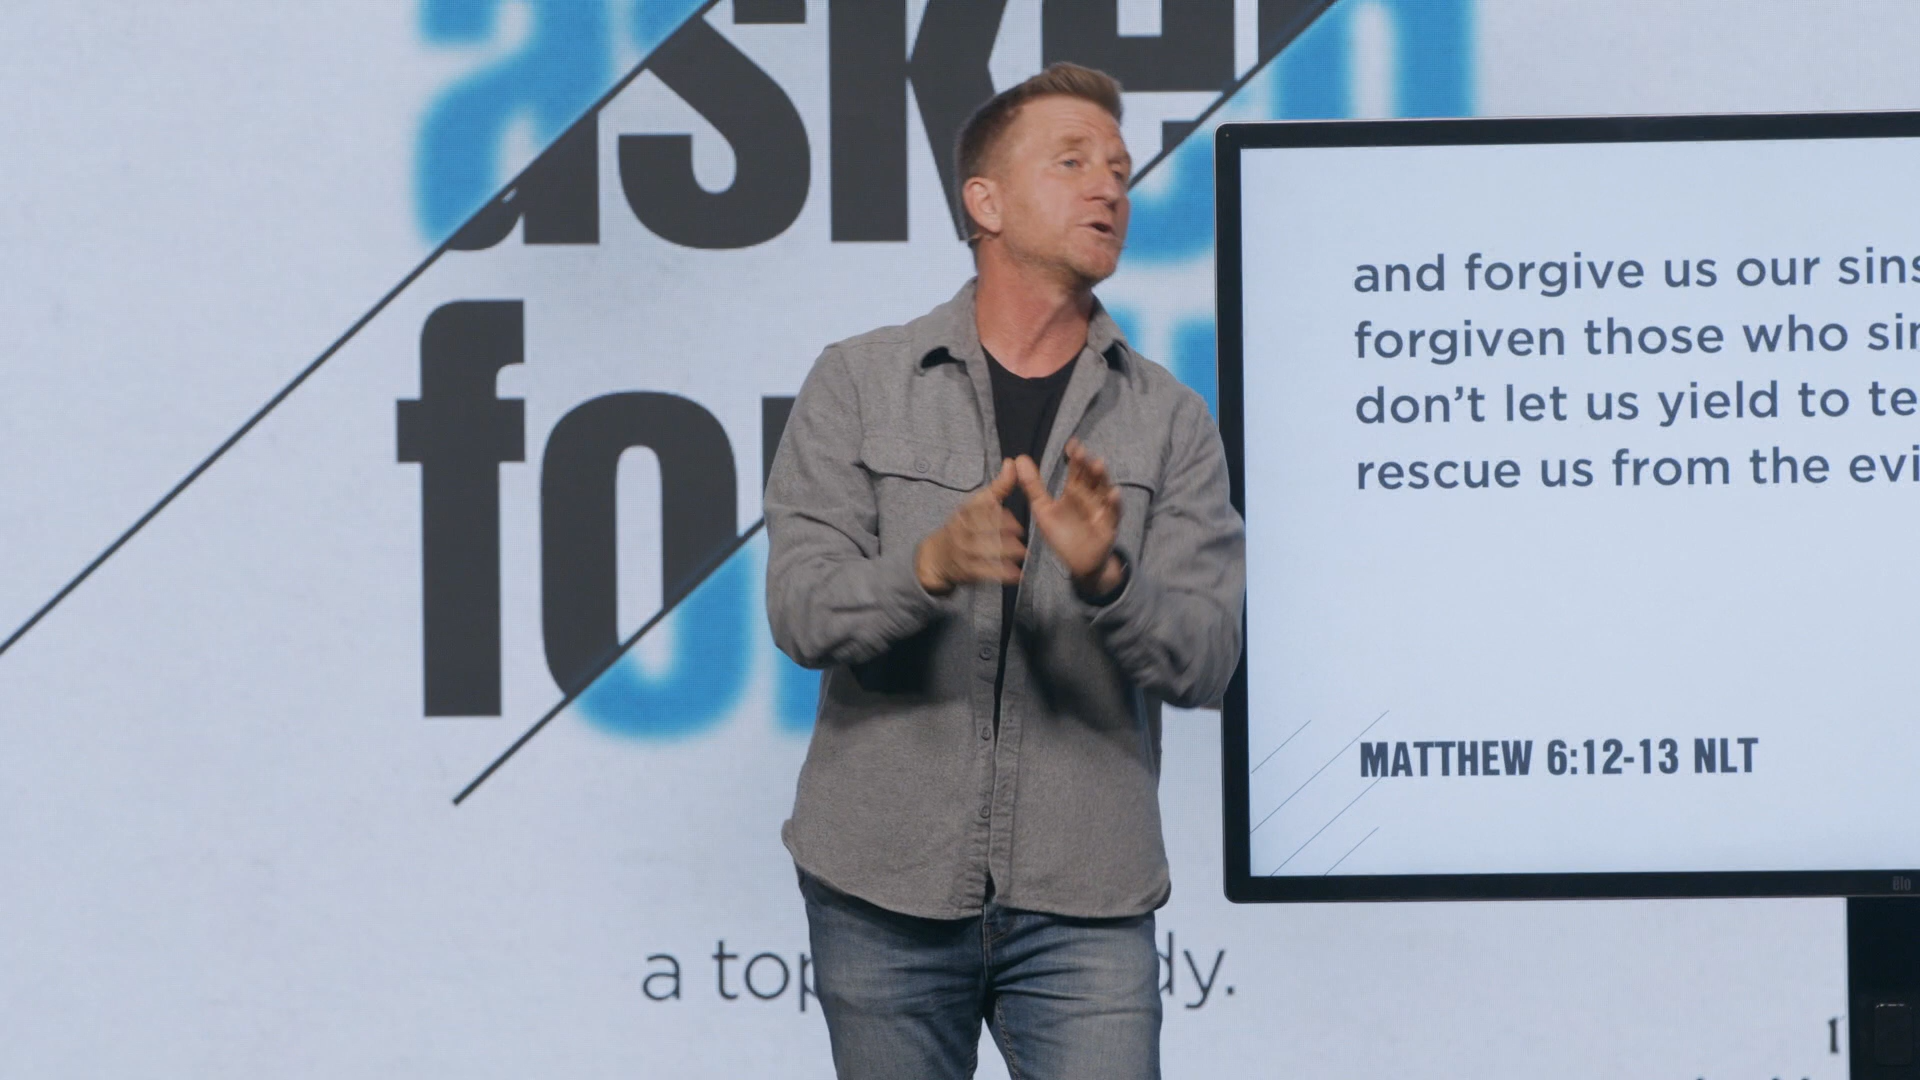 asked
for
a top
dy.
and forgive us our sins
forgiven those who sin
don't let us yield to te
rescue us from the evi
MATTHEW 6:12-13 NLT
elo